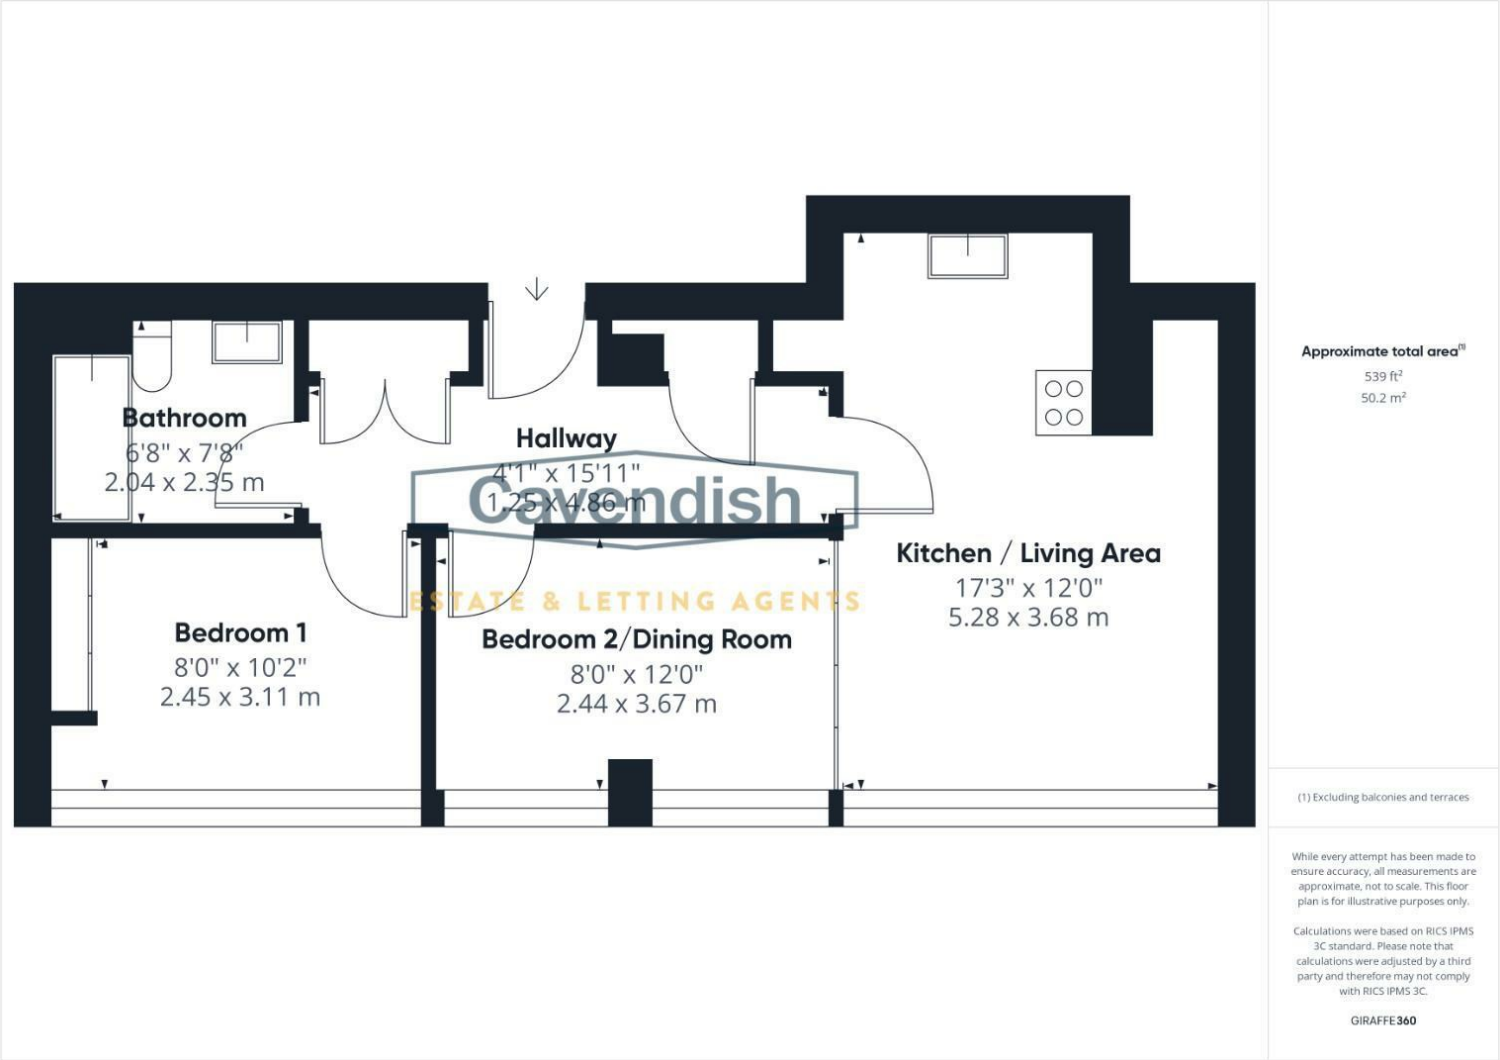 Bathroom
6'8" x 7'8"
2.04 x 2.35 m
Hallway
4'1" x 15'11"
1.25 x 4.86 m
Cavendish
ESTATE & LETTING AGENTS
Kitchen / Living Area
17'3" x 12'0"
5.28 x 3.68 m
Bedroom 1
8'0" x 10'2"
2.45 x 3.11 m
Bedroom 2/Dining Room
8'0" x 12'0"
2.44 x 3.67 m
Approximate total area(1)
539 ft²
50.2 m²
(1) Excluding balconies and terraces
While every attempt has been made to
ensure accuracy, all measurements are
approximate, not to scale. This floor
plan is for illustrative purposes only.
Calculations were based on RICS IPMS
3C standard. Please note that
calculations were adjusted by a third
party and therefore may not comply
with RICS IPMS 3C.
GIRAFFE360